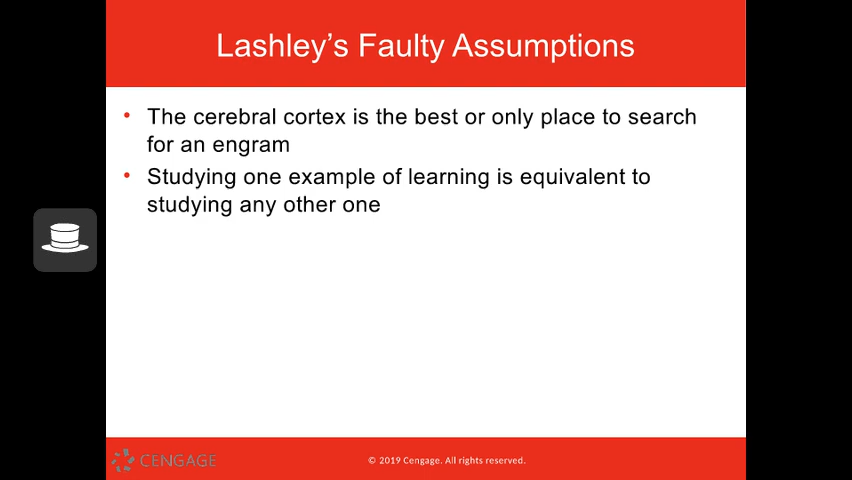 Lashley’s Faulty Assumptions
• The cerebral cortex is the best or only place to search
for an engram
• Studying one example of learning is equivalent to
studying any other one
CENGAGE
© 2019 Cengage. All rights reserved.